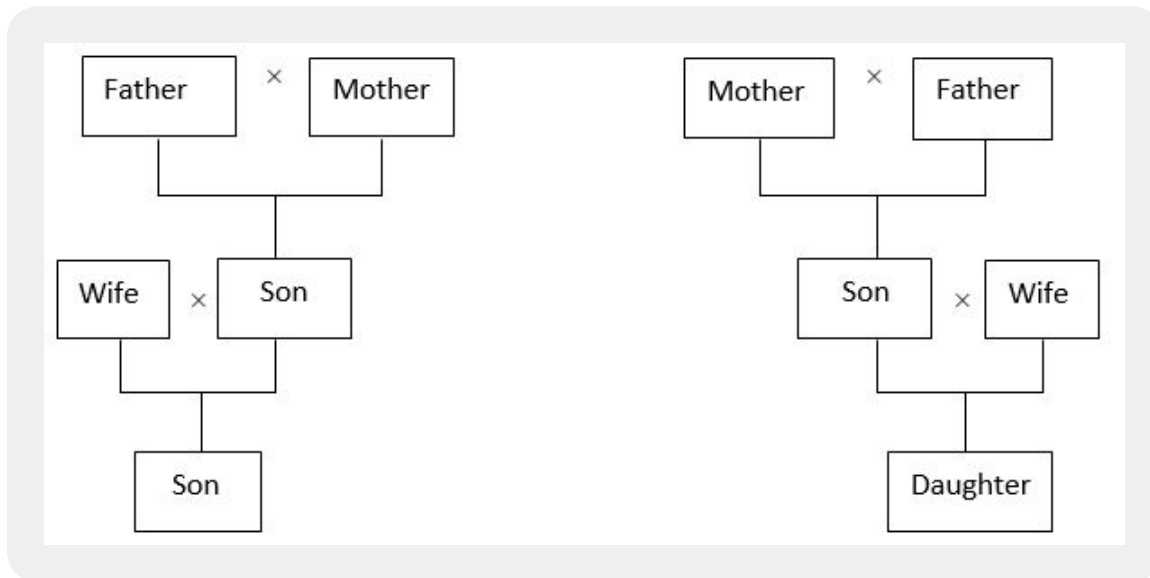 Father × Mother
Mother × Father
Wife × Son
Son × Wife
Son
Daughter